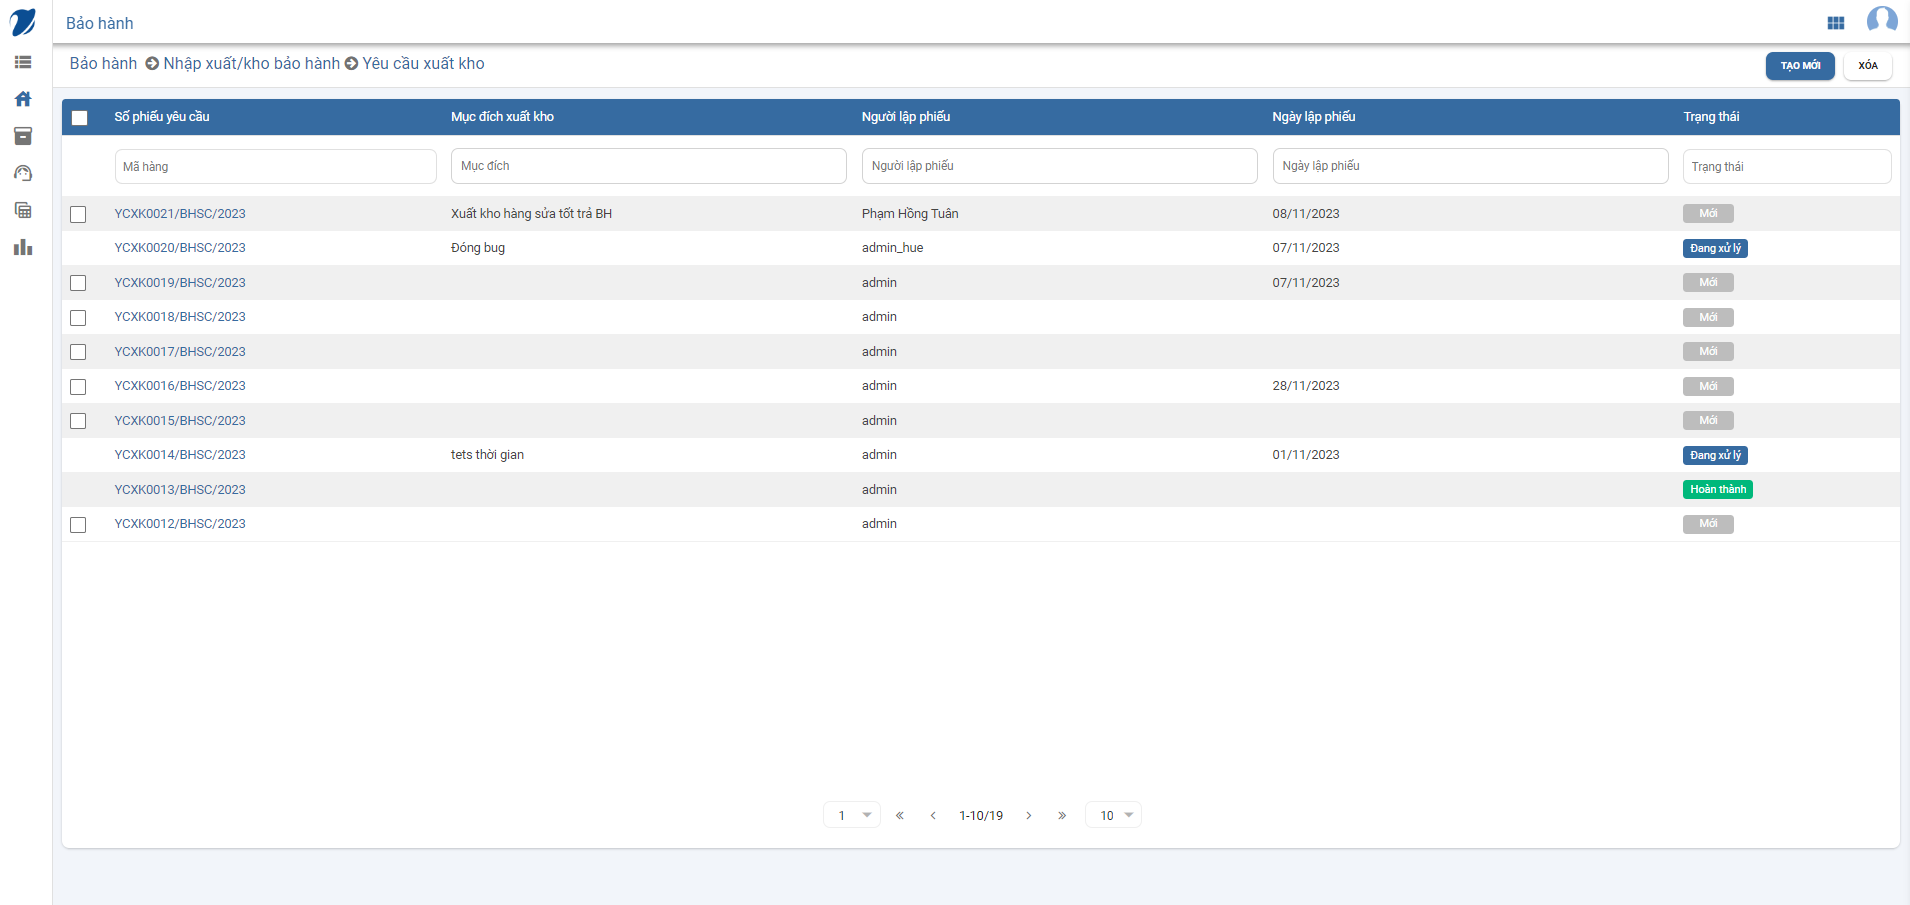 Bảo hành
Bảo hành Nhập xuất/kho bảo hành Yêu cầu xuất kho
TẠO MỚI XÓA
Số phiếu yêu cầu Mục đích xuất kho Người lập phiếu Ngày lập phiếu Trạng thái
Mã hàng Mục đích Người lập phiếu Ngày lập phiếu Trạng thái
YCXK0021/BHSC/2023 Xuất kho hàng sửa tốt trả BH Phạm Hồng Tuân 08/11/2023 Mới
YCXK0020/BHSC/2023 Đóng bug admin_hue 07/11/2023 Đang xử lý
YCXK0019/BHSC/2023 admin 07/11/2023 Mới
YCXK0018/BHSC/2023 admin Mới
YCXK0017/BHSC/2023 admin Mới
YCXK0016/BHSC/2023 admin 28/11/2023 Mới
YCXK0015/BHSC/2023 admin Mới
YCXK0014/BHSC/2023 tets thời gian admin 01/11/2023 Đang xử lý
YCXK0013/BHSC/2023 admin Hoàn thành
YCXK0012/BHSC/2023 admin Mới
1 « ‹ 1-10/19 › » 10